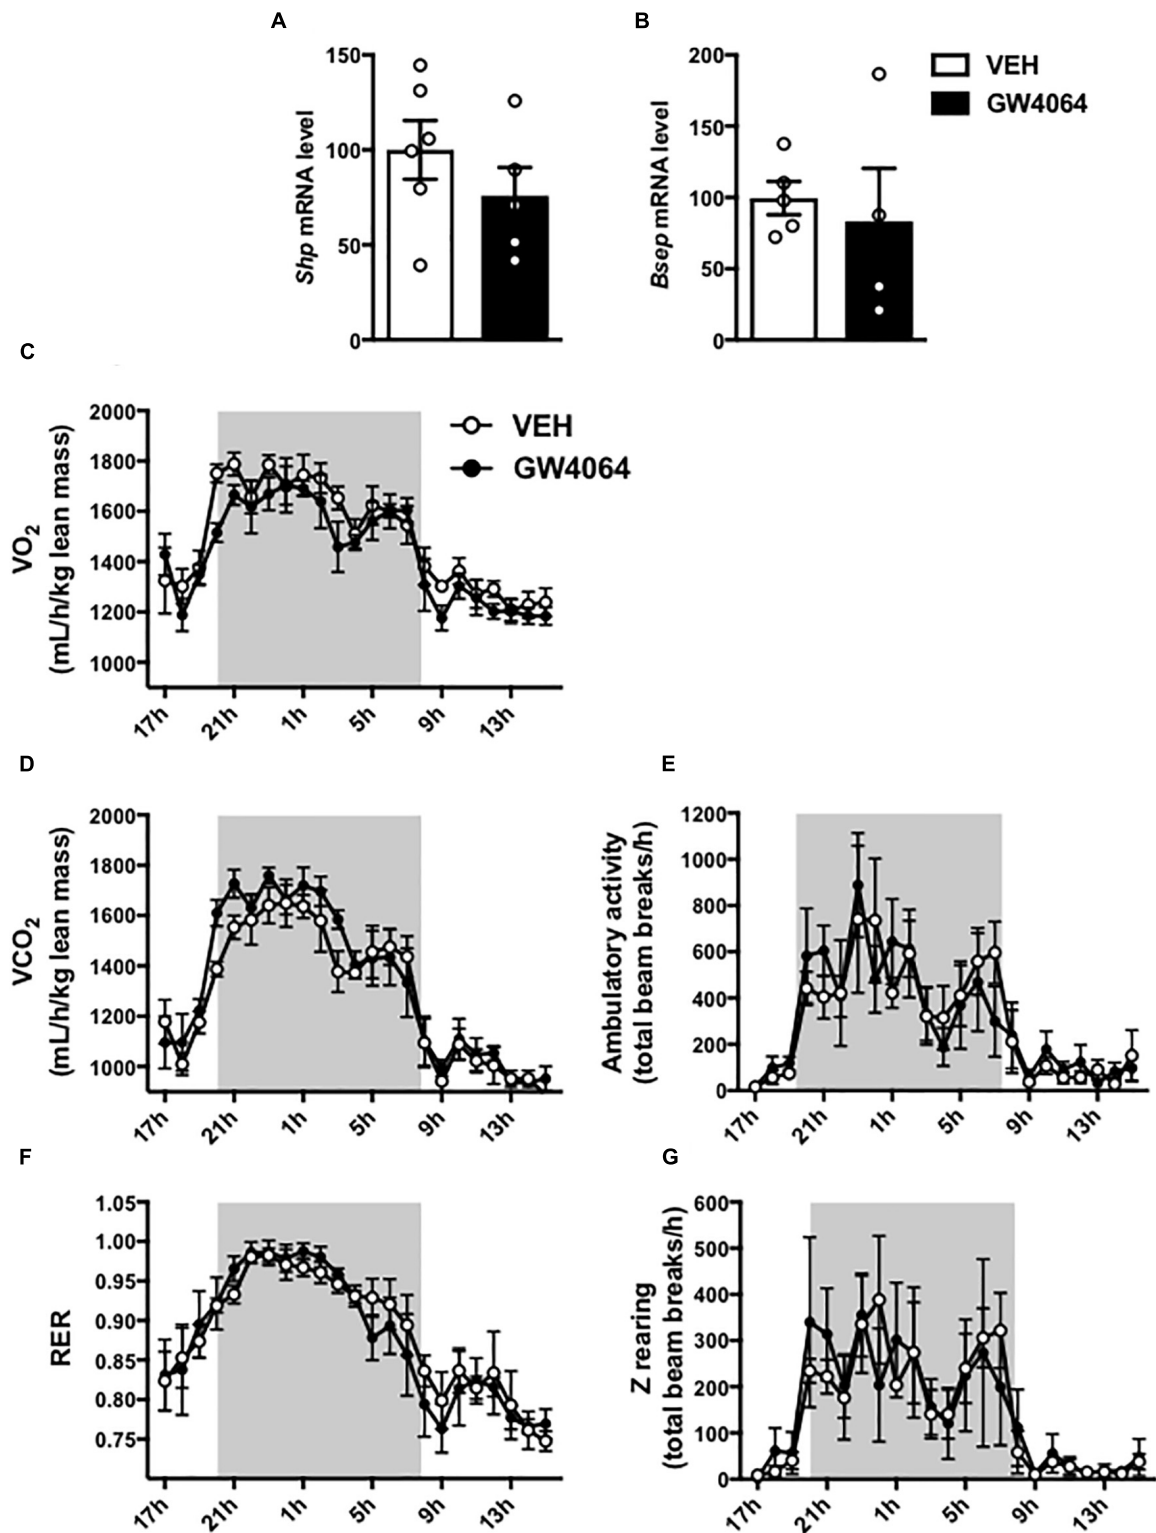 A
B
150
100
50
0
Shp mRNA level
200
150
100
50
0
Bsep mRNA level
VEH
GW4064
C
2000
1800
1600
1400
1200
1000
VO2
(mL/h/kg lean mass)
VEH
GW4064
17h 21h 1h 5h 9h 13h
D
2000
1800
1600
1400
1200
1000
VCO2
(mL/h/kg lean mass)
17h 21h 1h 5h 9h 13h
E
1200
1000
800
600
400
200
0
Ambulatory activity
(total beam breaks/h)
17h 21h 1h 5h 9h 13h
F
1.05
1.00
0.95
0.90
0.85
0.80
0.75
RER
17h 21h 1h 5h 9h 13h
G
600
500
400
300
200
100
0
Z rearing
(total beam breaks/h)
17h 21h 1h 5h 9h 13h